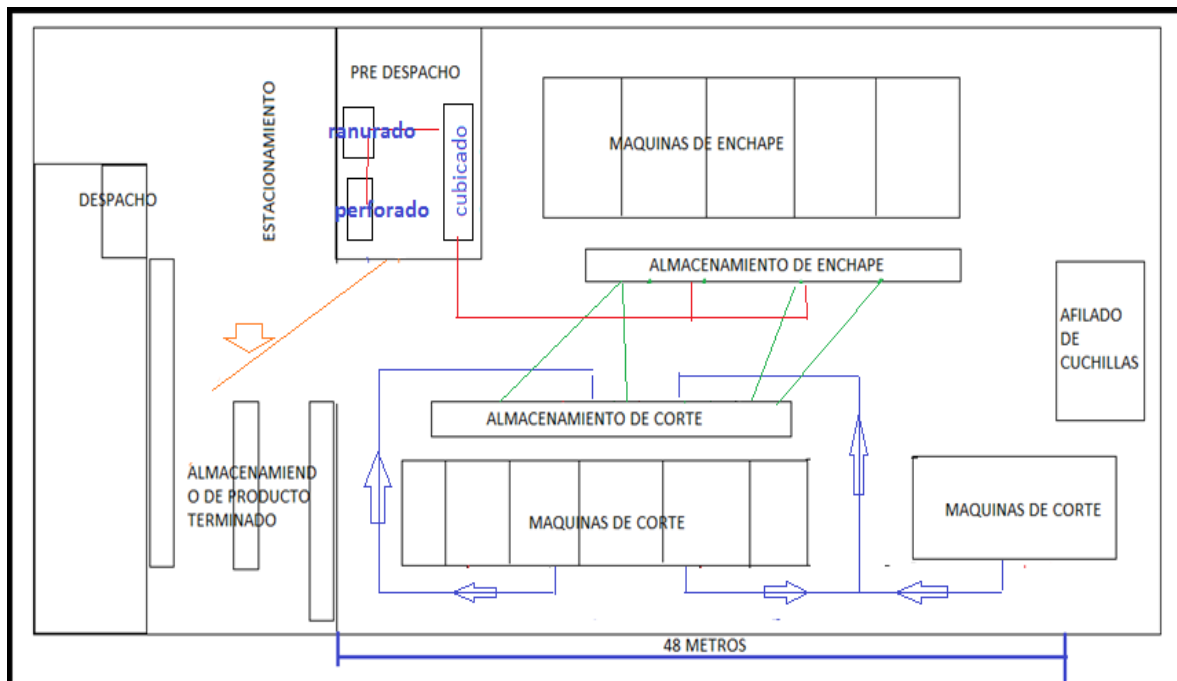 PRE DESPACHO
ESTACIONAMIENTO
ranurado
perforado
cubicado
DESPACHO
MAQUINAS DE ENCHAPE
ALMACENAMIENTO DE ENCHAPE
AFILADO
DE
CUCHILLAS
ALMACENAMIENTO DE CORTE
ALMACENAMIEND
O DE PRODUCTO
TERMINADO
MAQUINAS DE CORTE
MAQUINAS DE CORTE
48 METROS